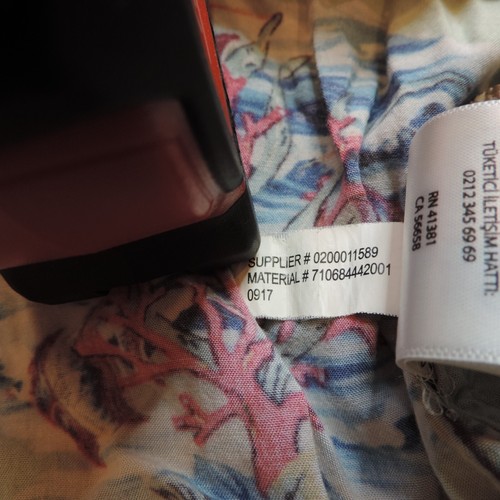 SUPPLIER # 0200011589
MATERIAL # 710684442001
0917
TÜKETİCİ İLETİŞİM HATTI:
0212 345 69 69
RN 41381
CA 56658